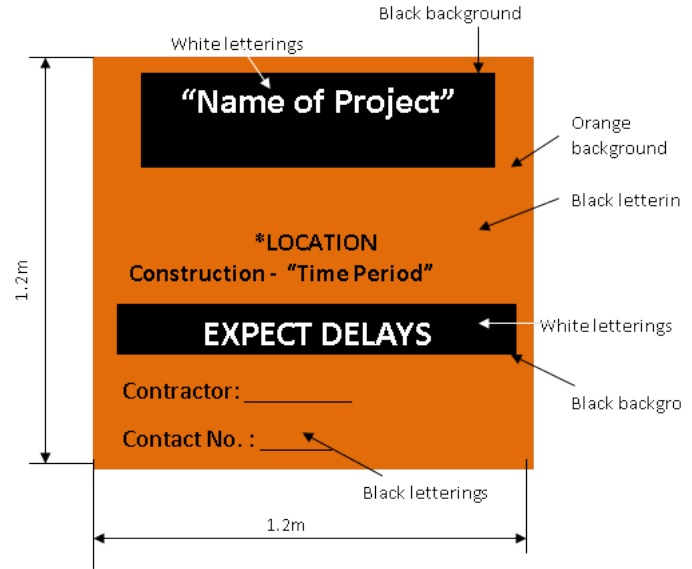 Black background
White letterings
“Name of Project”
Orange
background
Black letterin
*LOCATION
Construction - “Time Period”
1.2m
EXPECT DELAYS
White letterings
Contractor: __________
Black backgro
Contact No. : _______
Black letterings
1.2m